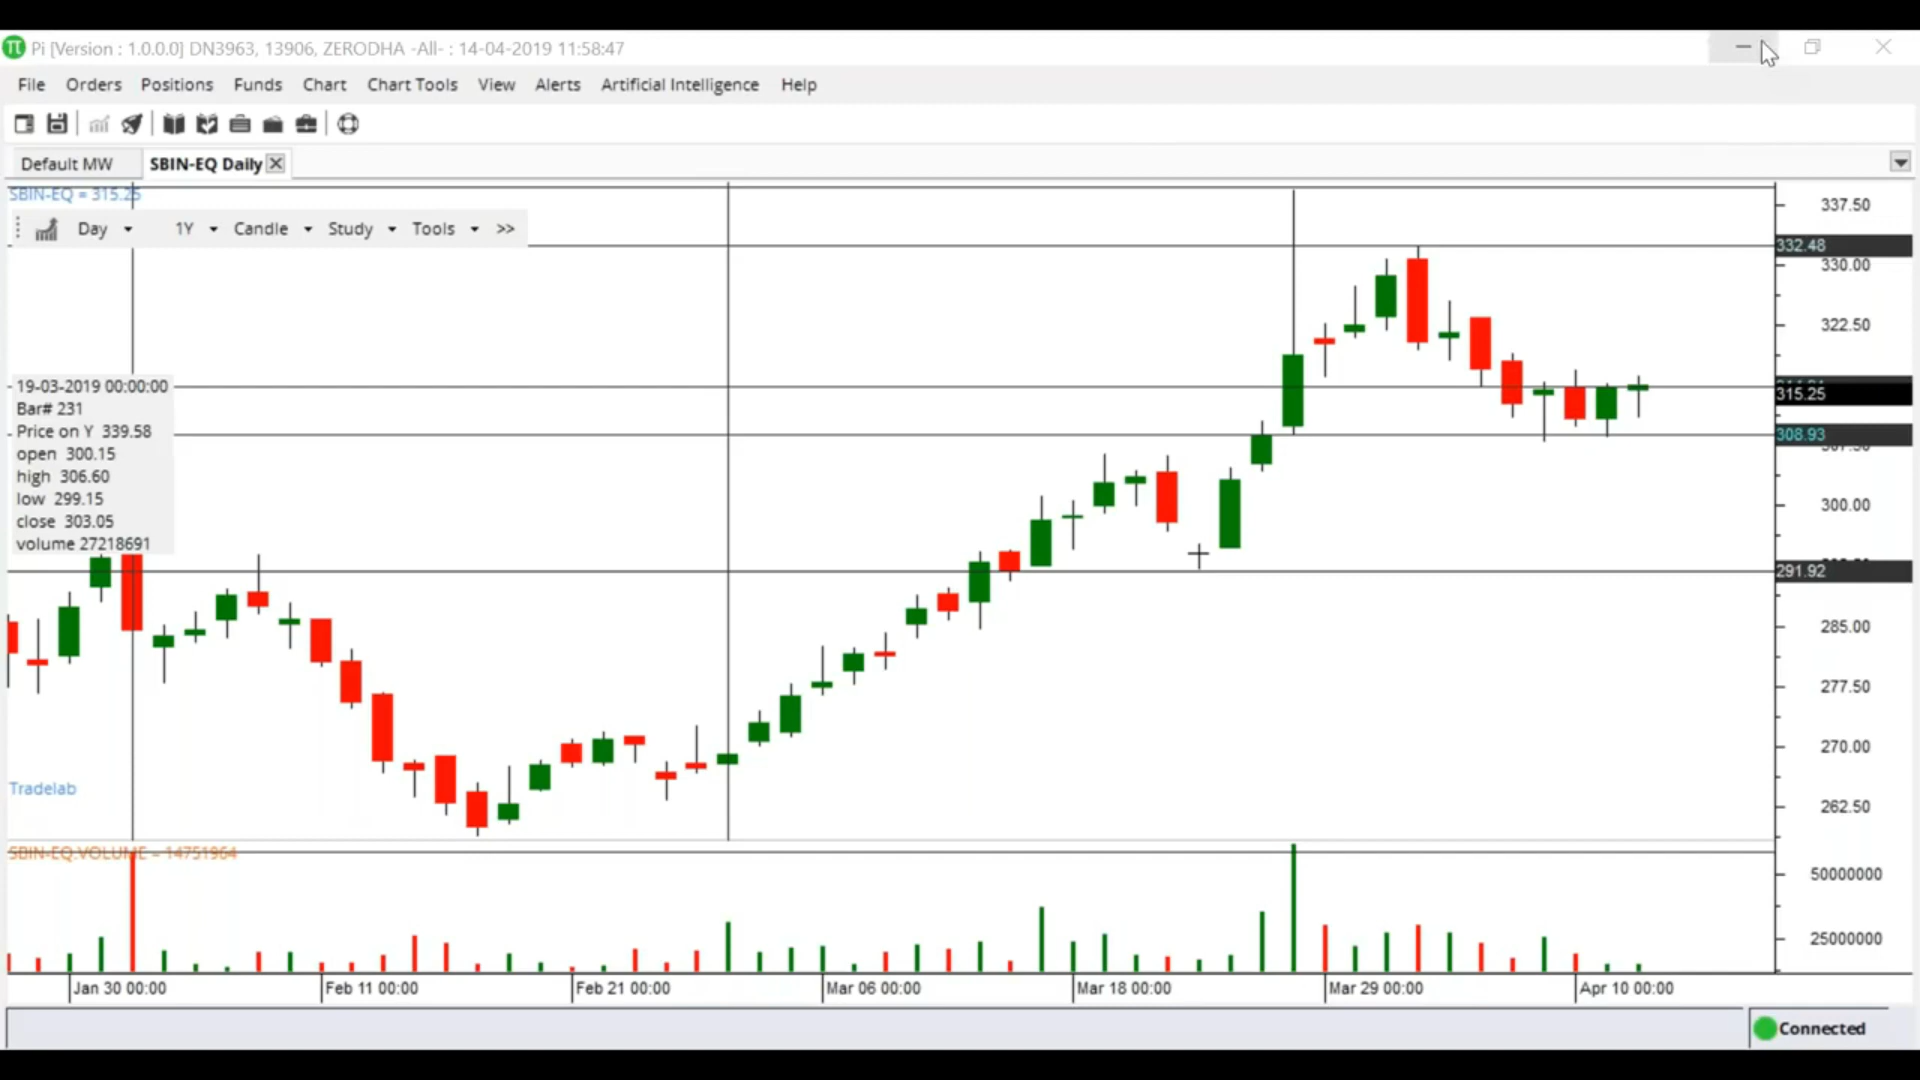 Pi [Version : 1.0.0.0] DN3963, 13906, ZERODHA -All- : 14-04-2019 11:58:47
File Orders Positions Funds Chart Chart Tools View Alerts Artificial Intelligence Help
Default MW SBIN-EQ Daily
SBIN-EQ = 315.25
Day 1Y Candle Study Tools >>
337.50
332.48
330.00
322.50
315.25
308.93
300.00
291.92
285.00
277.50
270.00
262.50
19-03-2019 00:00:00
Bar# 231
Price on Y 339.58
open 300.15
high 306.60
low 299.15
close 303.05
volume 27218691
Tradelab
SBIN-EQ.VOLUME = 14751964
50000000
25000000
Jan 30 00:00 Feb 11 00:00 Feb 21 00:00 Mar 06 00:00 Mar 18 00:00 Mar 29 00:00 Apr 10 00:00
Connected